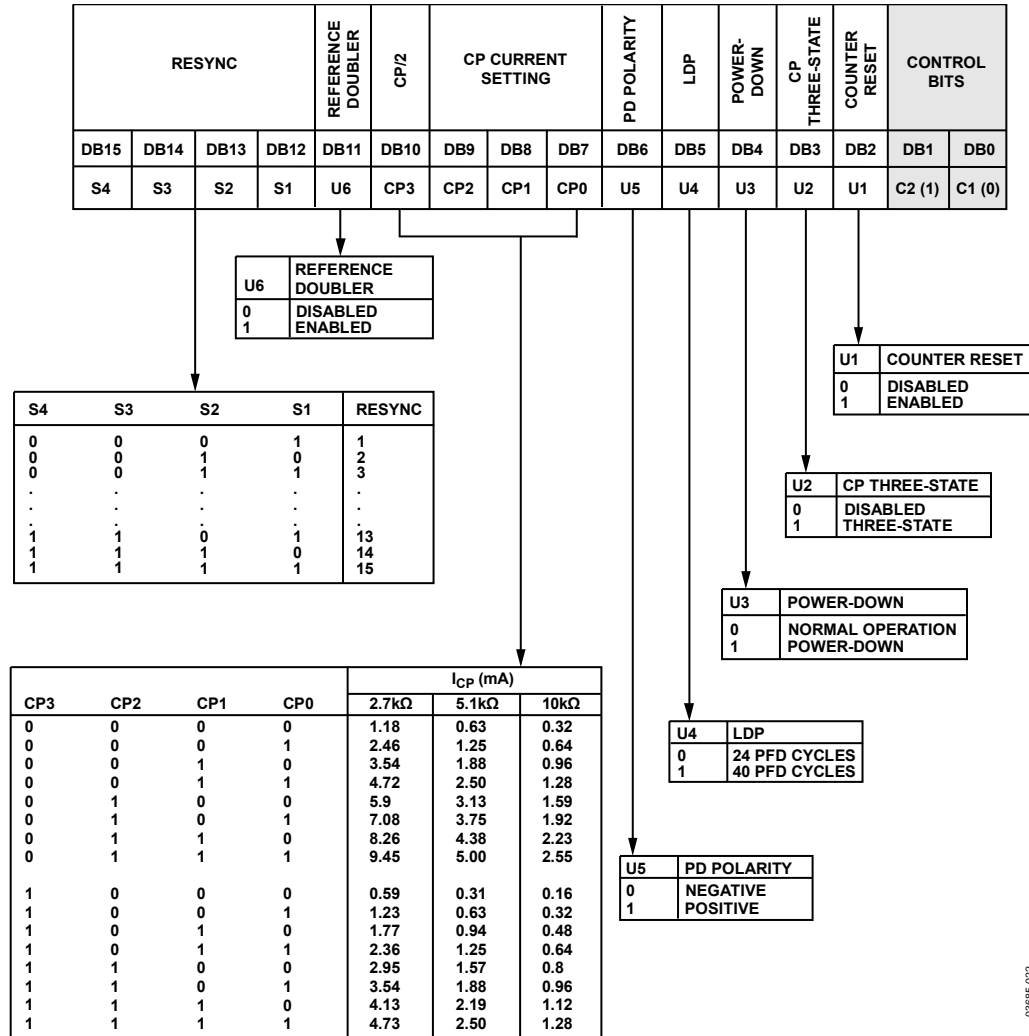 RESYNC
REFERENCE
DOUBLER
CP/2
CP CURRENT
SETTING
PD POLARITY
LDP
POWER-
DOWN
CP
THREE-STATE
COUNTER
RESET
CONTROL
BITS
DB15 DB14 DB13 DB12 DB11 DB10 DB9 DB8 DB7 DB6 DB5 DB4 DB3 DB2 DB1 DB0
S4 S3 S2 S1 U6 CP3 CP2 CP1 CP0 U5 U4 U3 U2 U1 C2 (1) C1 (0)
U6 REFERENCE
DOUBLER
0 DISABLED
1 ENABLED
U1 COUNTER RESET
0 DISABLED
1 ENABLED
S4 S3 S2 S1 RESYNC
0 0 0 1 1
0 0 1 0 2
0 0 1 1 3
. . . . .
. . . . .
. . . . .
1 1 0 1 13
1 1 1 0 14
1 1 1 1 15
U2 CP THREE-STATE
0 DISABLED
1 THREE-STATE
U3 POWER-DOWN
0 NORMAL OPERATION
1 POWER-DOWN
ICP (mA)
CP3 CP2 CP1 CP0 2.7kΩ 5.1kΩ 10kΩ
0 0 0 0 1.18 0.63 0.32
0 0 0 1 2.46 1.25 0.64
0 0 1 0 3.54 1.88 0.96
0 0 1 1 4.72 2.50 1.28
0 1 0 0 5.9 3.13 1.59
0 1 0 1 7.08 3.75 1.92
0 1 1 0 8.26 4.38 2.23
0 1 1 1 9.45 5.00 2.55
1 0 0 0 0.59 0.31 0.16
1 0 0 1 1.23 0.63 0.32
1 0 1 0 1.77 0.94 0.48
1 0 1 1 2.36 1.25 0.64
1 1 0 0 2.95 1.57 0.8
1 1 0 1 3.54 1.88 0.96
1 1 1 0 4.13 2.19 1.12
1 1 1 1 4.73 2.50 1.28
U4 LDP
0 24 PFD CYCLES
1 40 PFD CYCLES
U5 PD POLARITY
0 NEGATIVE
1 POSITIVE